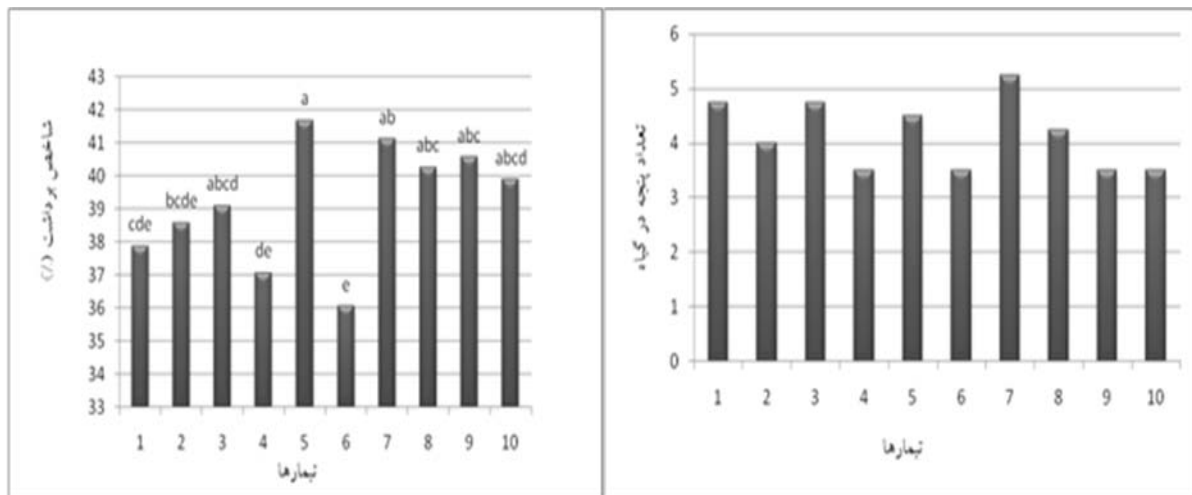 شاخص برداشت (٪)
43
42
41
40
39
38
37
36
35
34
33
cde
bcde
abcd
de
a
e
ab
abc
abc
abcd
1 2 3 4 5 6 7 8 9 10
تیمارها
تعداد پنجه در گیاه
6
5
4
3
2
1
0
1 2 3 4 5 6 7 8 9 10
تیمارها